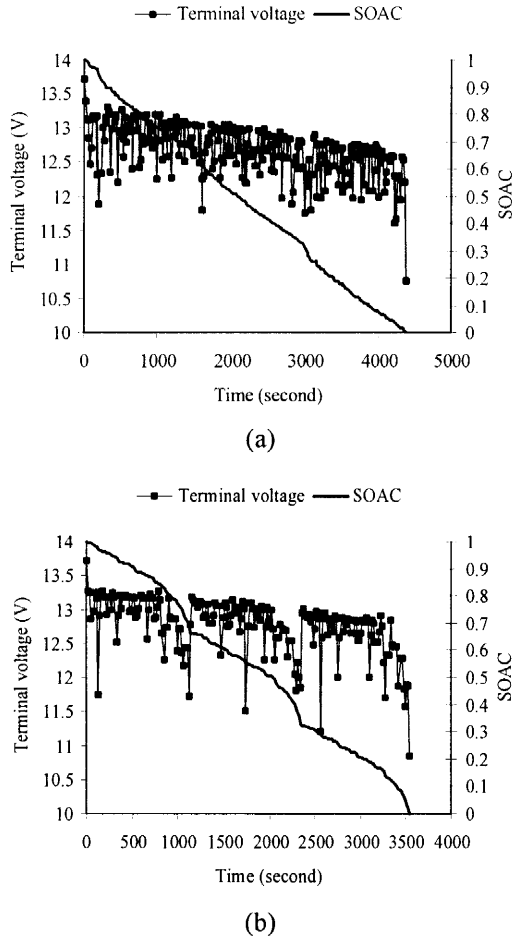 Terminal voltage SOAC
14 1
13.5 0.9
0.8
13 0.7
12.5 0.6
12 0.5
11.5 0.4
0.3
11 0.2
10.5 0.1
10 0
Terminal voltage (V)
SOAC
0 1000 2000 3000 4000 5000
Time (second)
(a)
Terminal voltage SOAC
14 1
13.5 0.9
0.8
13 0.7
12.5 0.6
12 0.5
11.5 0.4
0.3
11 0.2
10.5 0.1
10 0
Terminal voltage (V)
SOAC
0 500 1000 1500 2000 2500 3000 3500 4000
Time (second)
(b)